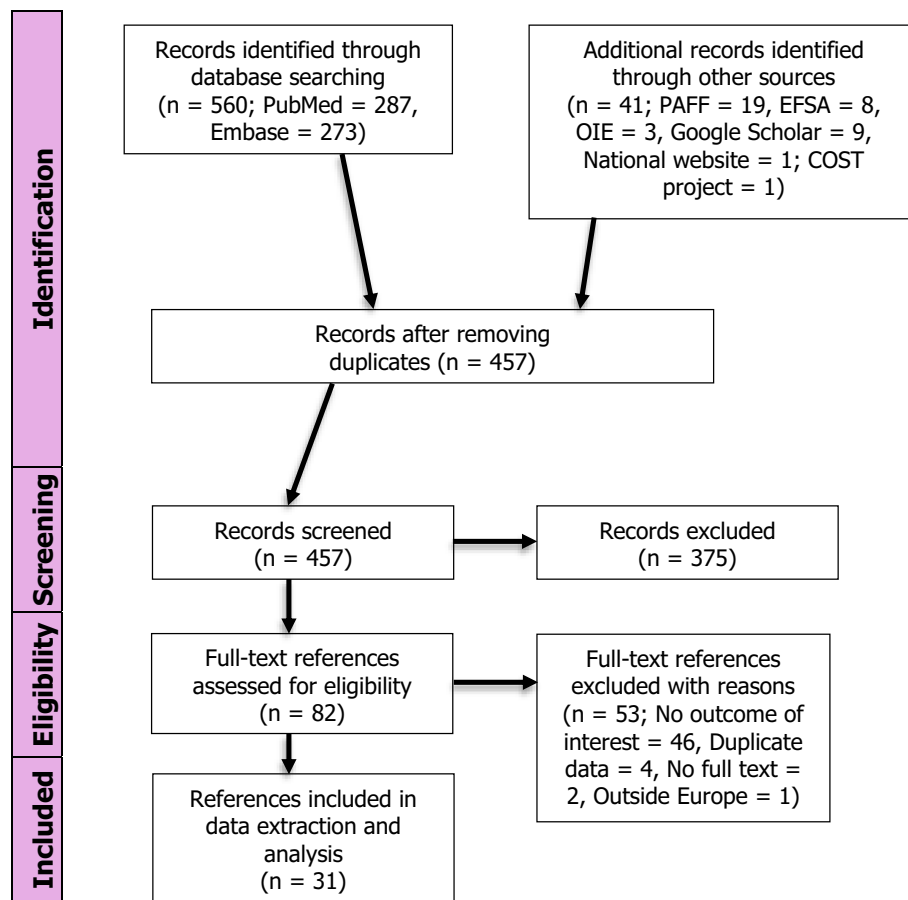 Identification
Records identified through
database searching
(n = 560; PubMed = 287,
Embase = 273)
Additional records identified
through other sources
(n = 41; PAFF = 19, EFSA = 8,
OIE = 3, Google Scholar = 9,
National website = 1; COST
project = 1)
Records after removing
duplicates (n = 457)
Screening
Records screened
(n = 457)
Records excluded
(n = 375)
Eligibility
Full-text references
assessed for eligibility
(n = 82)
Full-text references
excluded with reasons
(n = 53; No outcome of
interest = 46, Duplicate
data = 4, No full text =
2, Outside Europe = 1)
Included
References included in
data extraction and
analysis
(n = 31)